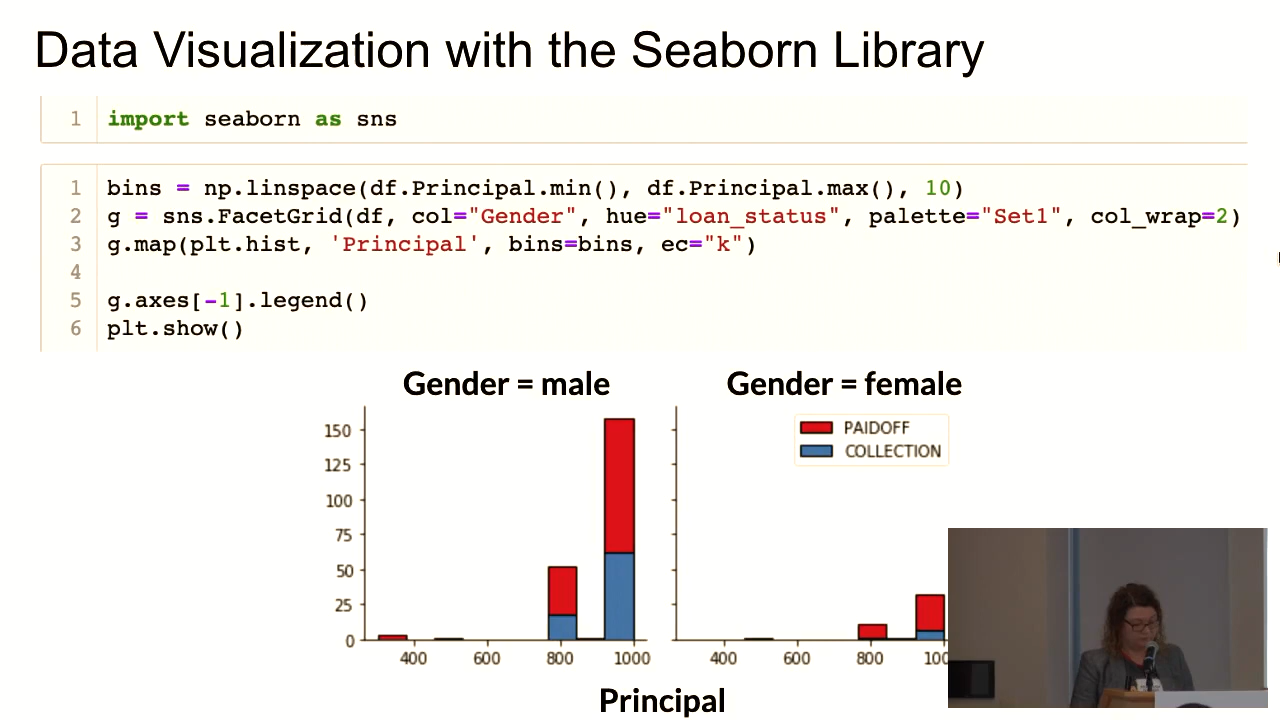 Data Visualization with the Seaborn Library
1 import seaborn as sns
1 bins = np.linspace(df.Principal.min(), df.Principal.max(), 10)
2 g = sns.FacetGrid(df, col="Gender", hue="loan_status", palette="Set1", col_wrap=2)
3 g.map(plt.hist, 'Principal', bins=bins, ec="k")
4
5 g.axes[-1].legend()
6 plt.show()
Gender = male
Gender = female
PAIDOFF
COLLECTION
150
125
100
75
50
25
0
400 600 800 1000
400 600 800
Principal